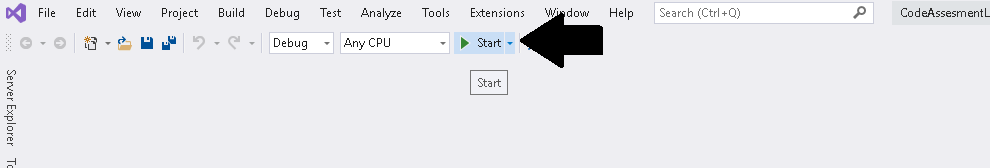 File Edit View Project Build Debug Test Analyze Tools Extensions Window Help Search (Ctrl+Q) CodeAssesmentL
Debug Any CPU Start
Start
Server Explorer